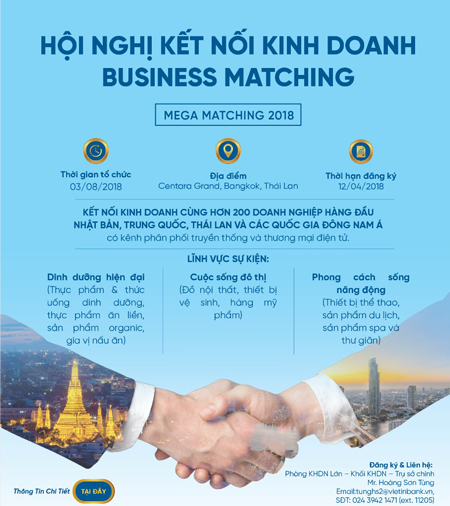 HỘI NGHỊ KẾT NỐI KINH DOANH
BUSINESS MATCHING
MEGA MATCHING 2018
Thời gian tổ chức
03/08/2018
Địa điểm
Centara Grand, Bangkok, Thái Lan
Thời hạn đăng ký
12/04/2018
KẾT NỐI KINH DOANH CÙNG HƠN 200 DOANH NGHIỆP HÀNG ĐẦU
NHẬT BẢN, TRUNG QUỐC, THÁI LAN VÀ CÁC QUỐC GIA ĐÔNG NAM Á
có kênh phân phối truyền thống và thương mại điện tử.
LĨNH VỰC SỰ KIỆN:
Dinh dưỡng hiện đại
(Thực phẩm & thức
uống dinh dưỡng,
thực phẩm ăn liền,
sản phẩm organic,
gia vị nấu ăn)
Cuộc sống đô thị
(Đồ nội thất, thiết bị
vệ sinh, hàng mỹ
phẩm)
Phong cách sống
năng động
(Thiết bị thể thao,
sản phẩm du lịch,
sản phẩm spa và
thư giãn)
Thông Tin Chi Tiết TẠI ĐÂY
Đăng ký & Liên hệ:
Phòng KHDN Lớn – Khối KHDN – Trụ sở chính
Mr. Hoàng Sơn Tùng
Email:tunghs2@vietinbank.vn,
SĐT: 024 3942 1471 (ext. 11205)